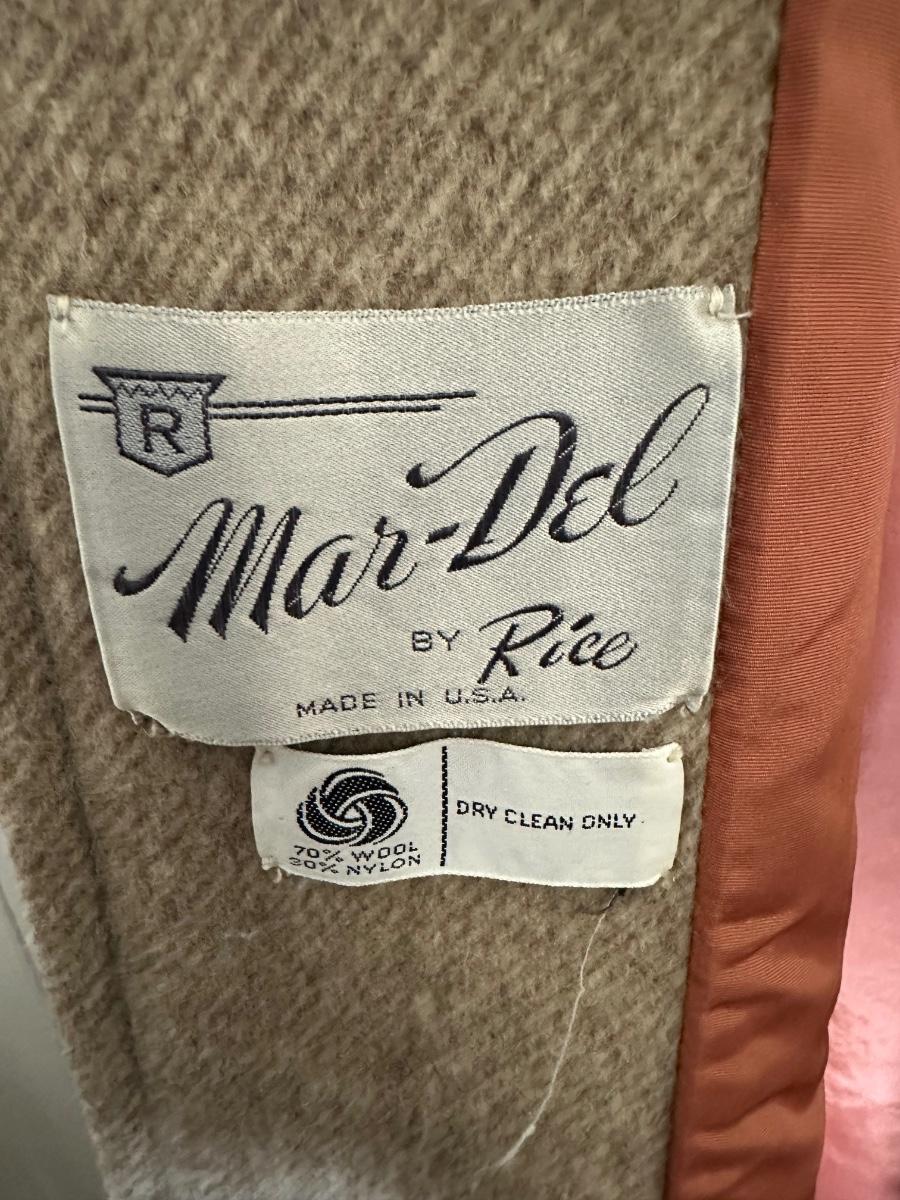 R
Mar-Del
BY Rice
MADE IN U.S.A.
70% WOOL
30% NYLON
DRY CLEAN ONLY